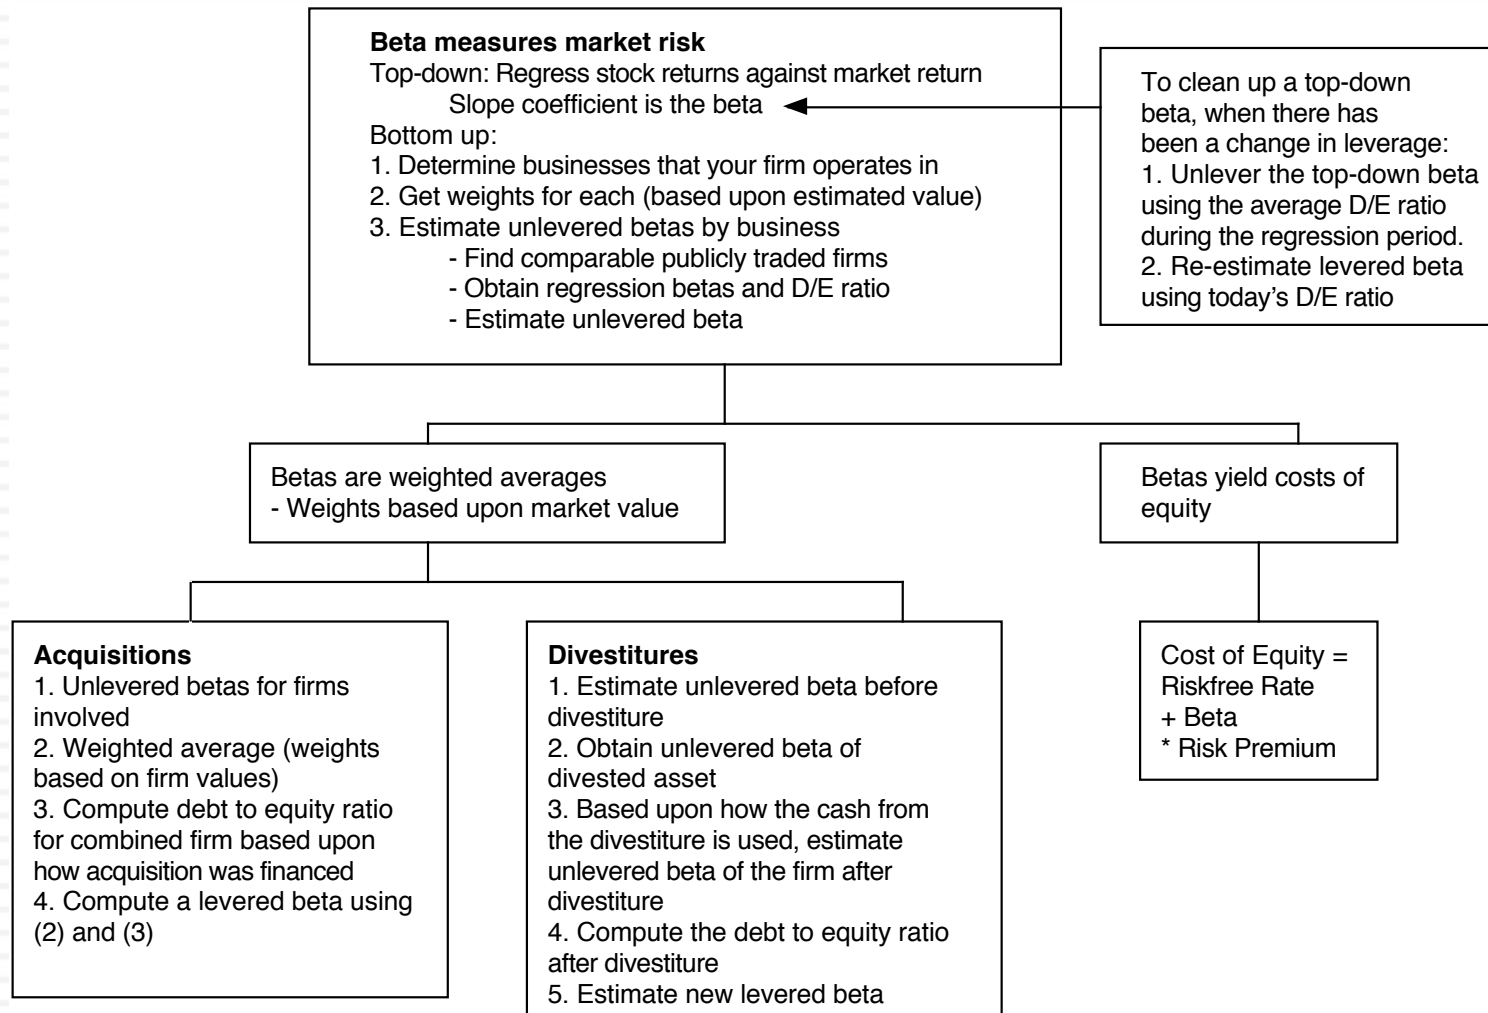 Beta measures market risk
Top-down: Regress stock returns against market return
Slope coefficient is the beta
Bottom up:
1. Determine businesses that your firm operates in
2. Get weights for each (based upon estimated value)
3. Estimate unlevered betas by business
- Find comparable publicly traded firms
- Obtain regression betas and D/E ratio
- Estimate unlevered beta
To clean up a top-down
beta, when there has
been a change in leverage:
1. Unlever the top-down beta
using the average D/E ratio
during the regression period.
2. Re-estimate levered beta
using today's D/E ratio
Betas are weighted averages
- Weights based upon market value
Betas yield costs of
equity
Acquisitions
1. Unlevered betas for firms
involved
2. Weighted average (weights
based on firm values)
3. Compute debt to equity ratio
for combined firm based upon
how acquisition was financed
4. Compute a levered beta using
(2) and (3)
Divestitures
1. Estimate unlevered beta before
divestiture
2. Obtain unlevered beta of
divested asset
3. Based upon how the cash from
the divestiture is used, estimate
unlevered beta of the firm after
divestiture
4. Compute the debt to equity ratio
after divestiture
5. Estimate new levered beta
Cost of Equity =
Riskfree Rate
+ Beta
* Risk Premium